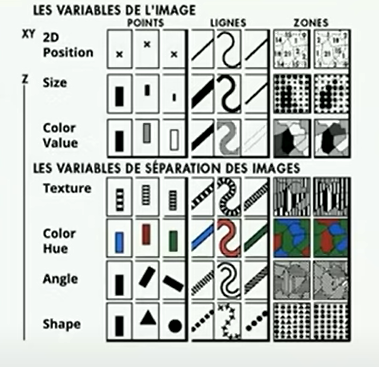 LES VARIABLES DE L'IMAGE
POINTS LIGNES ZONES
XY 2D
Position
Z Size
Color
Value
LES VARIABLES DE SÉPARATION DES IMAGES
Texture
Color
Hue
Angle
Shape